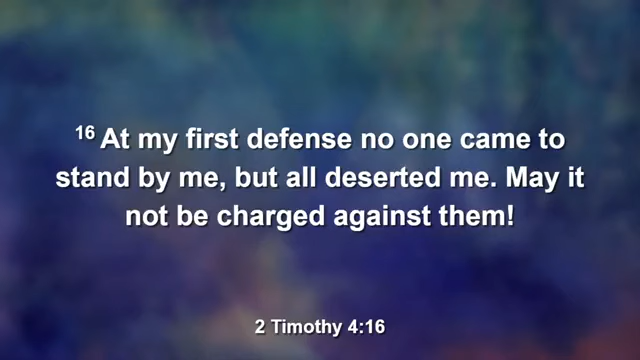 16 At my first defense no one came to
stand by me, but all deserted me. May it
not be charged against them!
2 Timothy 4:16